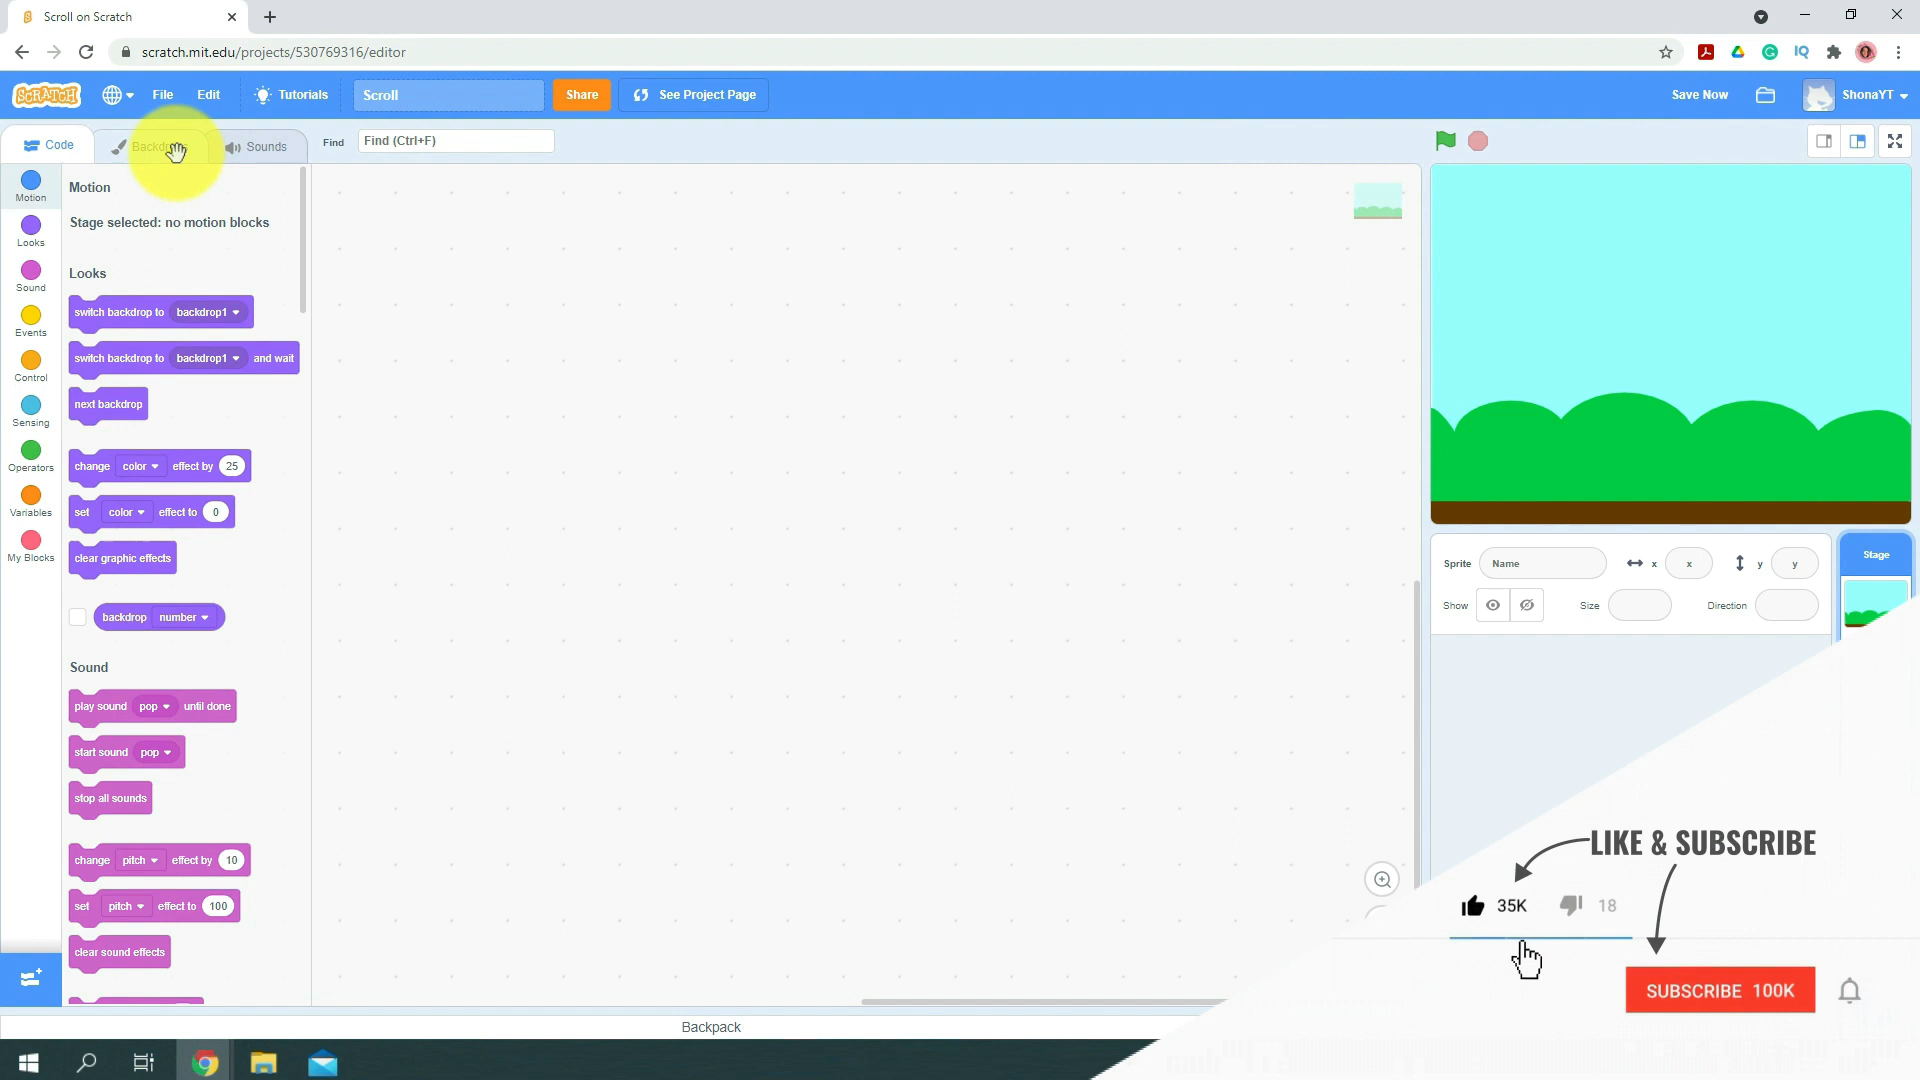 Scroll on Scratch
scratch.mit.edu/projects/530769316/editor
SCRATCH
File
Edit
Tutorials
Scroll
Share
See Project Page
Save Now
ShonaYT
Code
Backdrops
Sounds
Find
Find (Ctrl+F)
Motion
Looks
Sound
Events
Control
Sensing
Operators
Variables
My Blocks
Motion
Stage selected: no motion blocks
Looks
switch backdrop to backdrop1
switch backdrop to backdrop1 and wait
next backdrop
change color effect by 25
set color effect to 0
clear graphic effects
backdrop number
Sound
play sound pop until done
start sound pop
stop all sounds
change pitch effect by 10
set pitch effect to 100
clear sound effects
Backpack
Sprite Name x x y y
Show Size Direction
Stage
LIKE & SUBSCRIBE
35K 18
SUBSCRIBE 100K
IQ